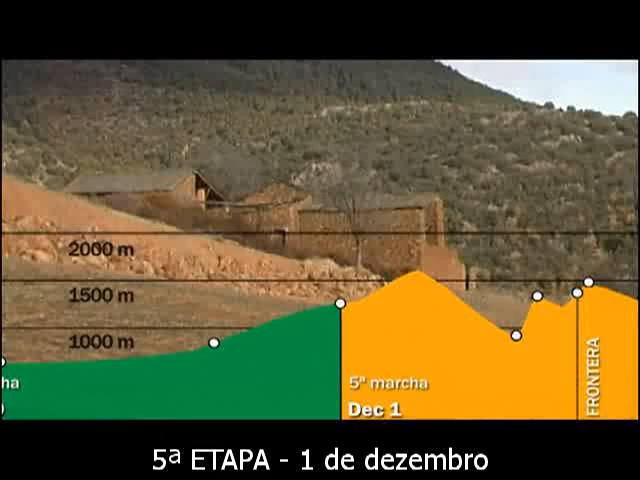 2000 m
1500 m
1000 m
ha
5ª marcha
Dec 1
FRONTERA
5ª ETAPA - 1 de dezembro